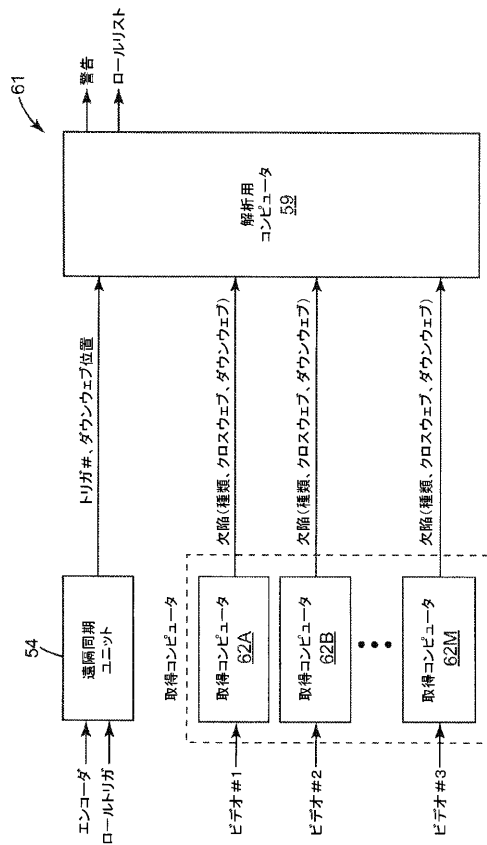 61
エンコーダ
ロールトリガ
54
遠隔同期
ユニット
トリガ#、ダウンウェブ位置
解析用
コンピュータ
59
警告
ロールリスト
取得コンピュータ
ビデオ#1
取得コンピュータ
62A
欠陥(種類、クロスウェブ、ダウンウェブ)
ビデオ#2
取得コンピュータ
62B
欠陥(種類、クロスウェブ、ダウンウェブ)
•••
ビデオ#3
取得コンピュータ
62M
欠陥(種類、クロスウェブ、ダウンウェブ)